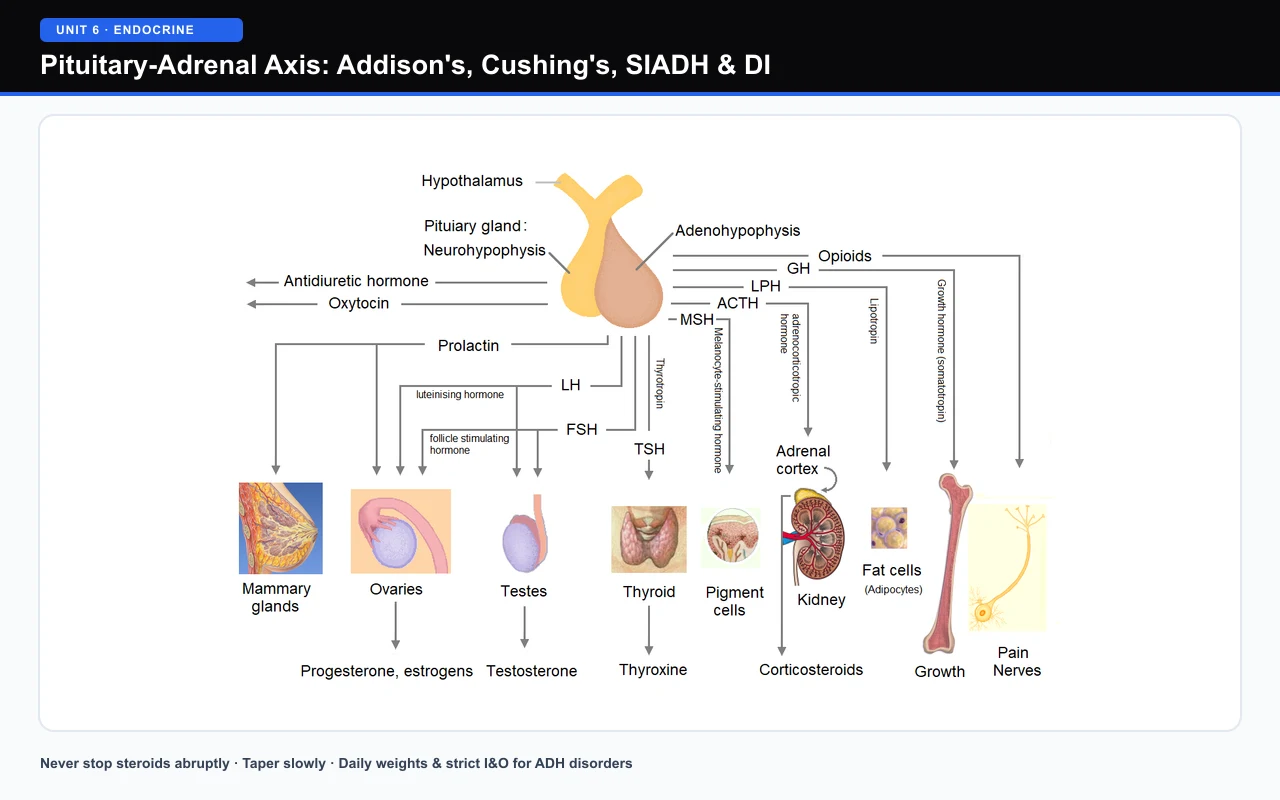 UNIT 6 · ENDOCRINE
Pituitary-Adrenal Axis: Addison's, Cushing's, SIADH & DI
Hypothalamus
Pituiary gland:
Neurohypophysis
Adenohypophysis
Antidiuretic hormone
Oxytocin
Opioids
GH
LPH
ACTH
MSH
Prolactin
LH
luteinising hormone
FSH
follicle stimulating
hormone
Thyrotropin
TSH
Melanocyte-stimulating hormone
adrenocorticotropic
hormone
Lipotropin
Growth hormone (somatotropin)
Adrenal
cortex
Mammary
glands
Ovaries
Testes
Thyroid
Pigment
cells
Kidney
Fat cells
(Adipocytes)
Growth
Pain
Nerves
Progesterone, estrogens
Testosterone
Thyroxine
Corticosteroids
Never stop steroids abruptly · Taper slowly · Daily weights & strict I&O for ADH disorders